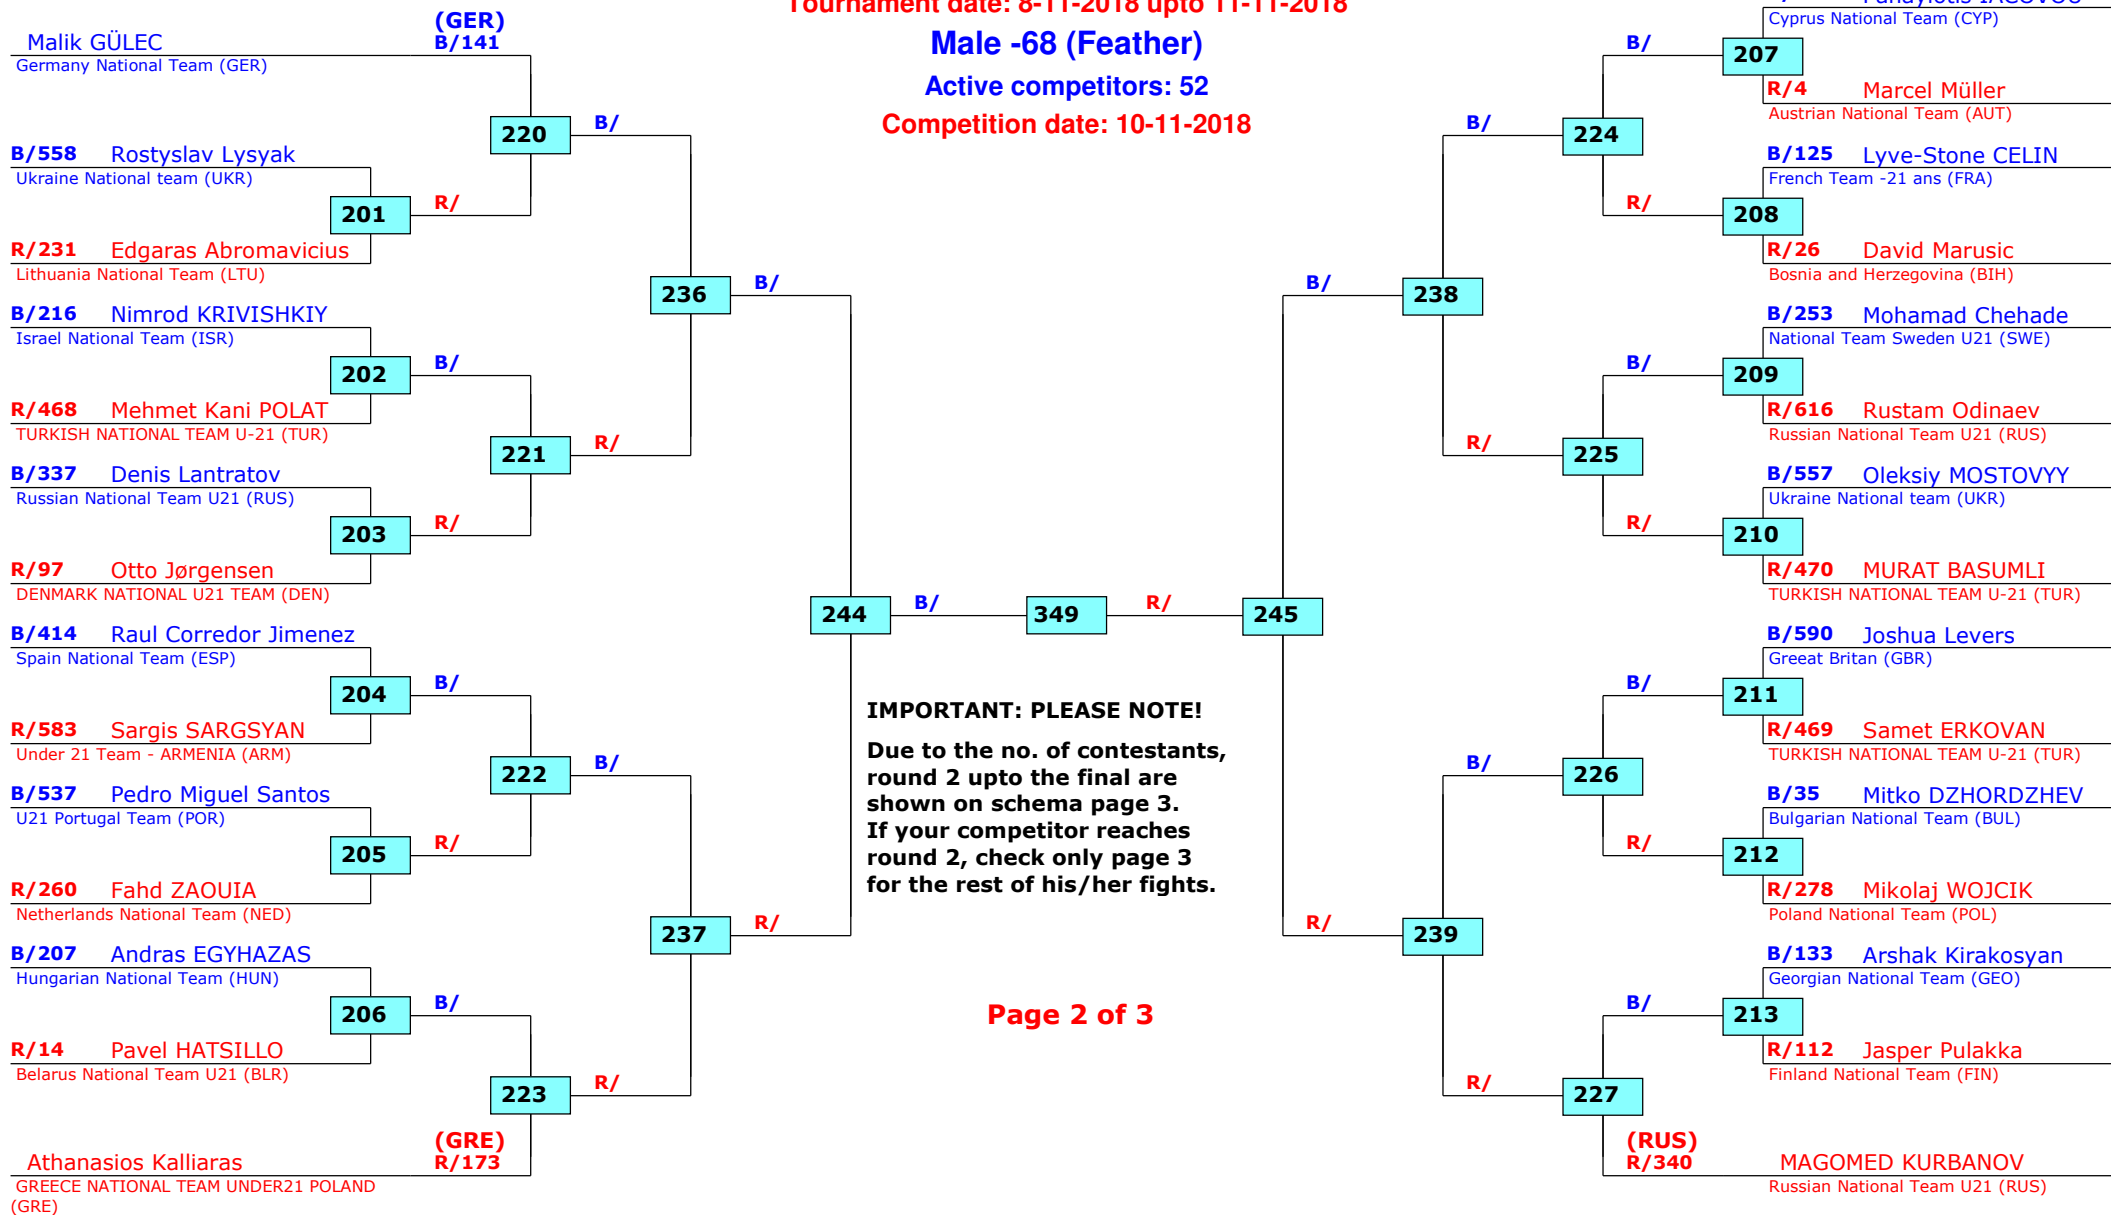 Tournament date: 8-11-2018 upto 11-11-2018
Male -68 (Feather)
Active competitors: 52
Competition date: 10-11-2018
(GER)
Malik GÜLEC B/141
Germany National Team (GER)
220 B/
B/558 Rostyslav Lysyak
Ukraine National team (UKR)
201 R/
R/231 Edgaras Abromavicius
Lithuania National Team (LTU)
236 B/
B/216 Nimrod KRIVISHKIY
Israel National Team (ISR)
202 B/
R/468 Mehmet Kani POLAT
TURKISH NATIONAL TEAM U-21 (TUR)
221 R/
B/337 Denis Lantratov
Russian National Team U21 (RUS)
203 R/
R/97 Otto Jørgensen
DENMARK NATIONAL U21 TEAM (DEN)
244 B/ 349 R/ 245
B/414 Raul Corredor Jimenez
Spain National Team (ESP)
204 B/
R/583 Sargis SARGSYAN
Under 21 Team - ARMENIA (ARM)
222 B/
B/537 Pedro Miguel Santos
U21 Portugal Team (POR)
205 R/
R/260 Fahd ZAOUIA
Netherlands National Team (NED)
237 R/
B/207 Andras EGYHAZAS
Hungarian National Team (HUN)
206 B/
R/14 Pavel HATSILLO
Belarus National Team U21 (BLR)
223 R/
(GRE)
Athanasios Kalliaras R/173
GREECE NATIONAL TEAM UNDER21 POLAND
(GRE)
IMPORTANT: PLEASE NOTE!
Due to the no. of contestants,
round 2 upto the final are
shown on schema page 3.
If your competitor reaches
round 2, check only page 3
for the rest of his/her fights.
Page 2 of 3
Cyprus National Team (CYP)
B/ 207
R/4 Marcel Müller
Austrian National Team (AUT)
B/ 224
B/125 Lyve-Stone CELIN
French Team -21 ans (FRA)
R/ 208
R/26 David Marusic
Bosnia and Herzegovina (BIH)
B/ 238
B/253 Mohamad Chehade
National Team Sweden U21 (SWE)
B/ 209
R/616 Rustam Odinaev
Russian National Team U21 (RUS)
R/ 225
B/557 Oleksiy MOSTOVYY
Ukraine National team (UKR)
R/ 210
R/470 MURAT BASUMLI
TURKISH NATIONAL TEAM U-21 (TUR)
B/590 Joshua Levers
Greeat Britan (GBR)
B/ 211
R/469 Samet ERKOVAN
TURKISH NATIONAL TEAM U-21 (TUR)
B/ 226
B/35 Mitko DZHORDZHEV
Bulgarian National Team (BUL)
R/ 212
R/278 Mikolaj WOJCIK
Poland National Team (POL)
R/ 239
B/133 Arshak Kirakosyan
Georgian National Team (GEO)
B/ 213
R/112 Jasper Pulakka
Finland National Team (FIN)
R/ 227
(RUS)
R/340 MAGOMED KURBANOV
Russian National Team U21 (RUS)